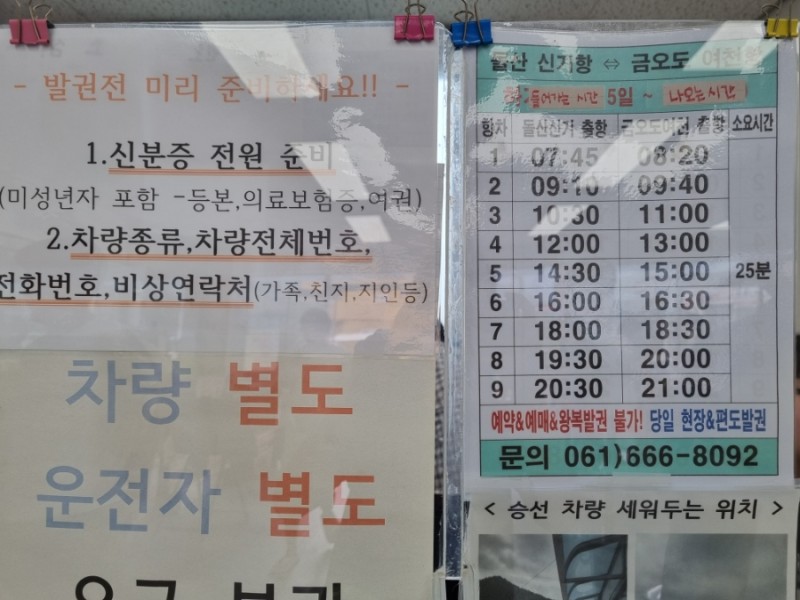 - 발권전 미리 준비하세요!! -
1.신분증 전원 준비
(미성년자 포함 -등본,의료보험증,여권)
2.차량종류,차량전체번호,
전화번호,비상연락처(가족,친지,지인등)
차량 별도
운전자 별도
돌산 신기항 ⇔ 금오도
들어가는 시간 5일 ~ 나오는 시간
항차 돌산신기 출항 금오도여천 출항 소요시간
1 07:45 08:20
2 09:10 09:40
3 10:30 11:00
4 12:00 13:00
5 14:30 15:00 25분
6 16:00 16:30
7 18:00 18:30
8 19:30 20:00
9 20:30 21:00
예약&예매&왕복발권 불가! 당일 현장&편도발권
문의 061)666-8092
< 승선 차량 세워두는 위치 >